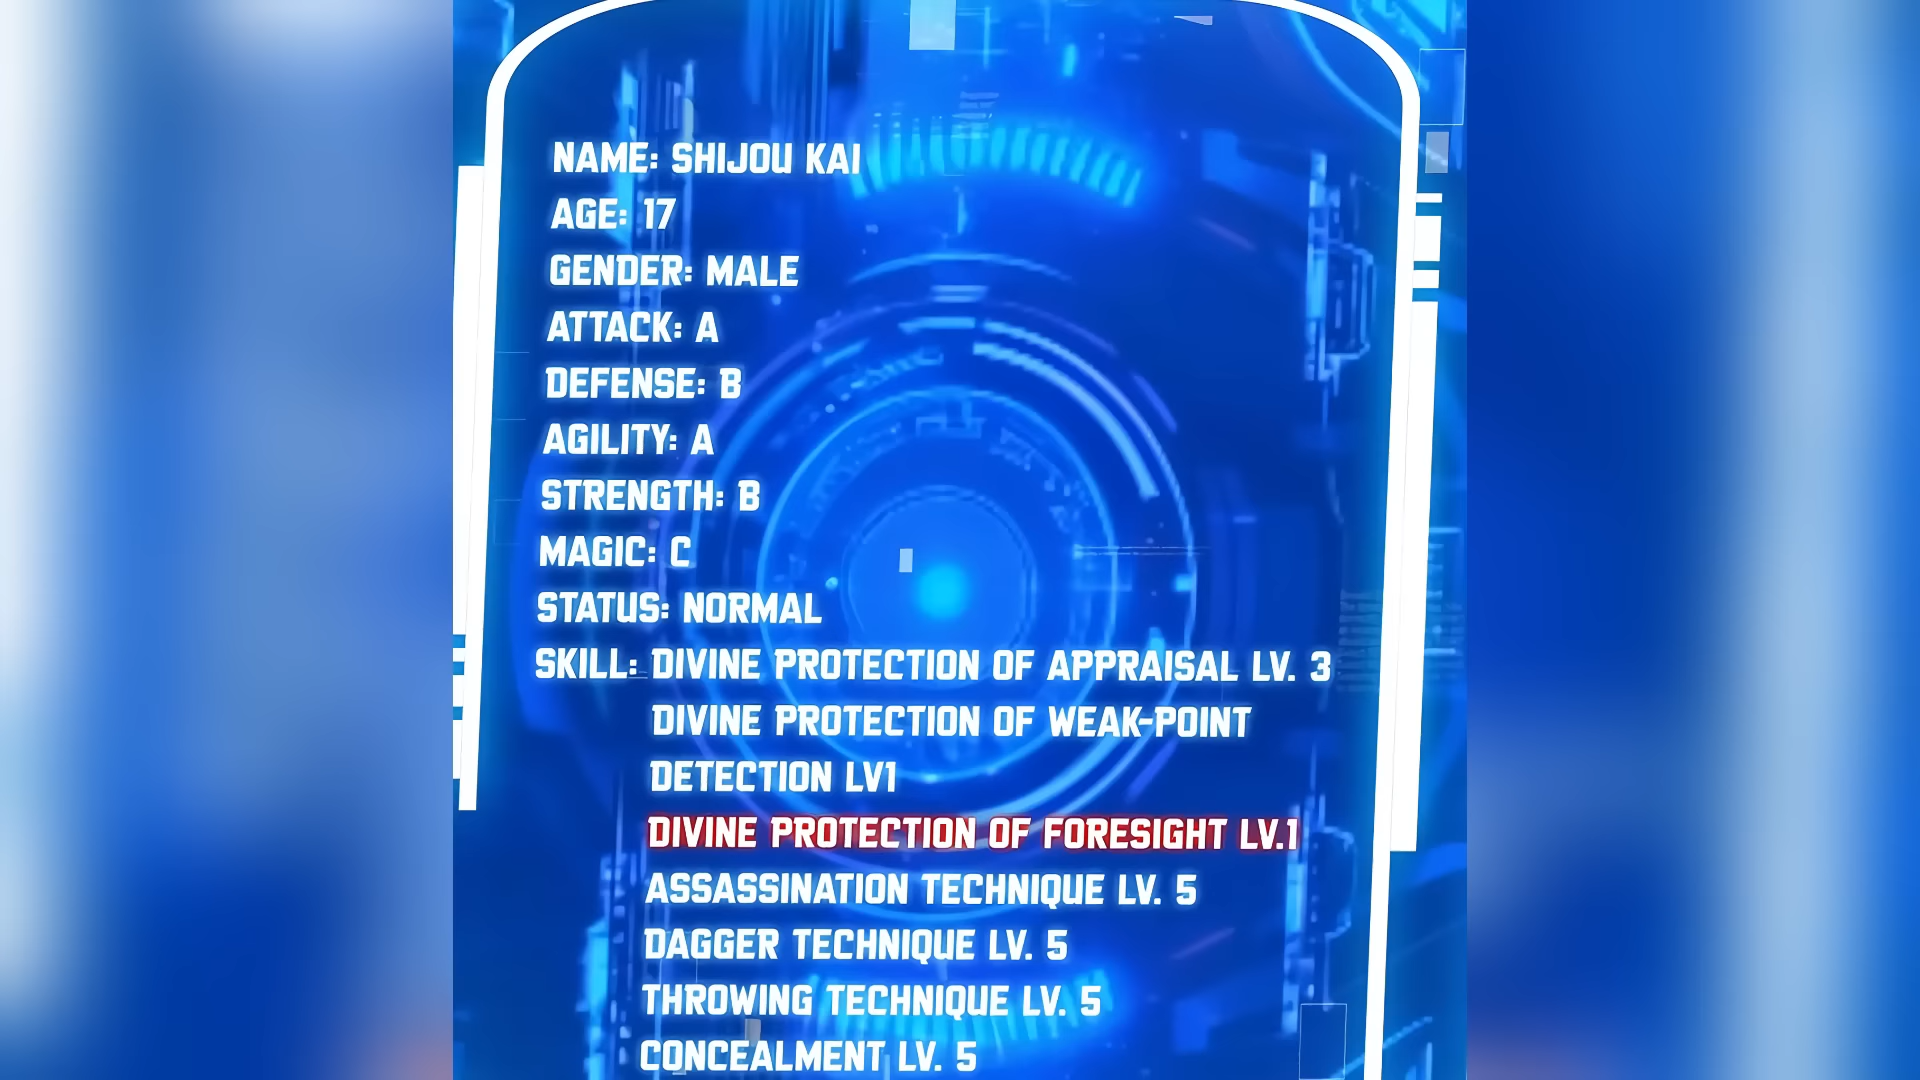 NAME: SHIJOU KAI
AGE: 17
GENDER: MALE
ATTACK: A
DEFENSE: B
AGILITY: A
STRENGTH: B
MAGIC: C
STATUS: NORMAL
SKILL: DIVINE PROTECTION OF APPRAISAL LV. 3
DIVINE PROTECTION OF WEAK-POINT
DETECTION LV1
DIVINE PROTECTION OF FORESIGHT LV.1
ASSASSINATION TECHNIQUE LV. 5
DAGGER TECHNIQUE LV. 5
THROWING TECHNIQUE LV. 5
CONCEALMENT LV. 5